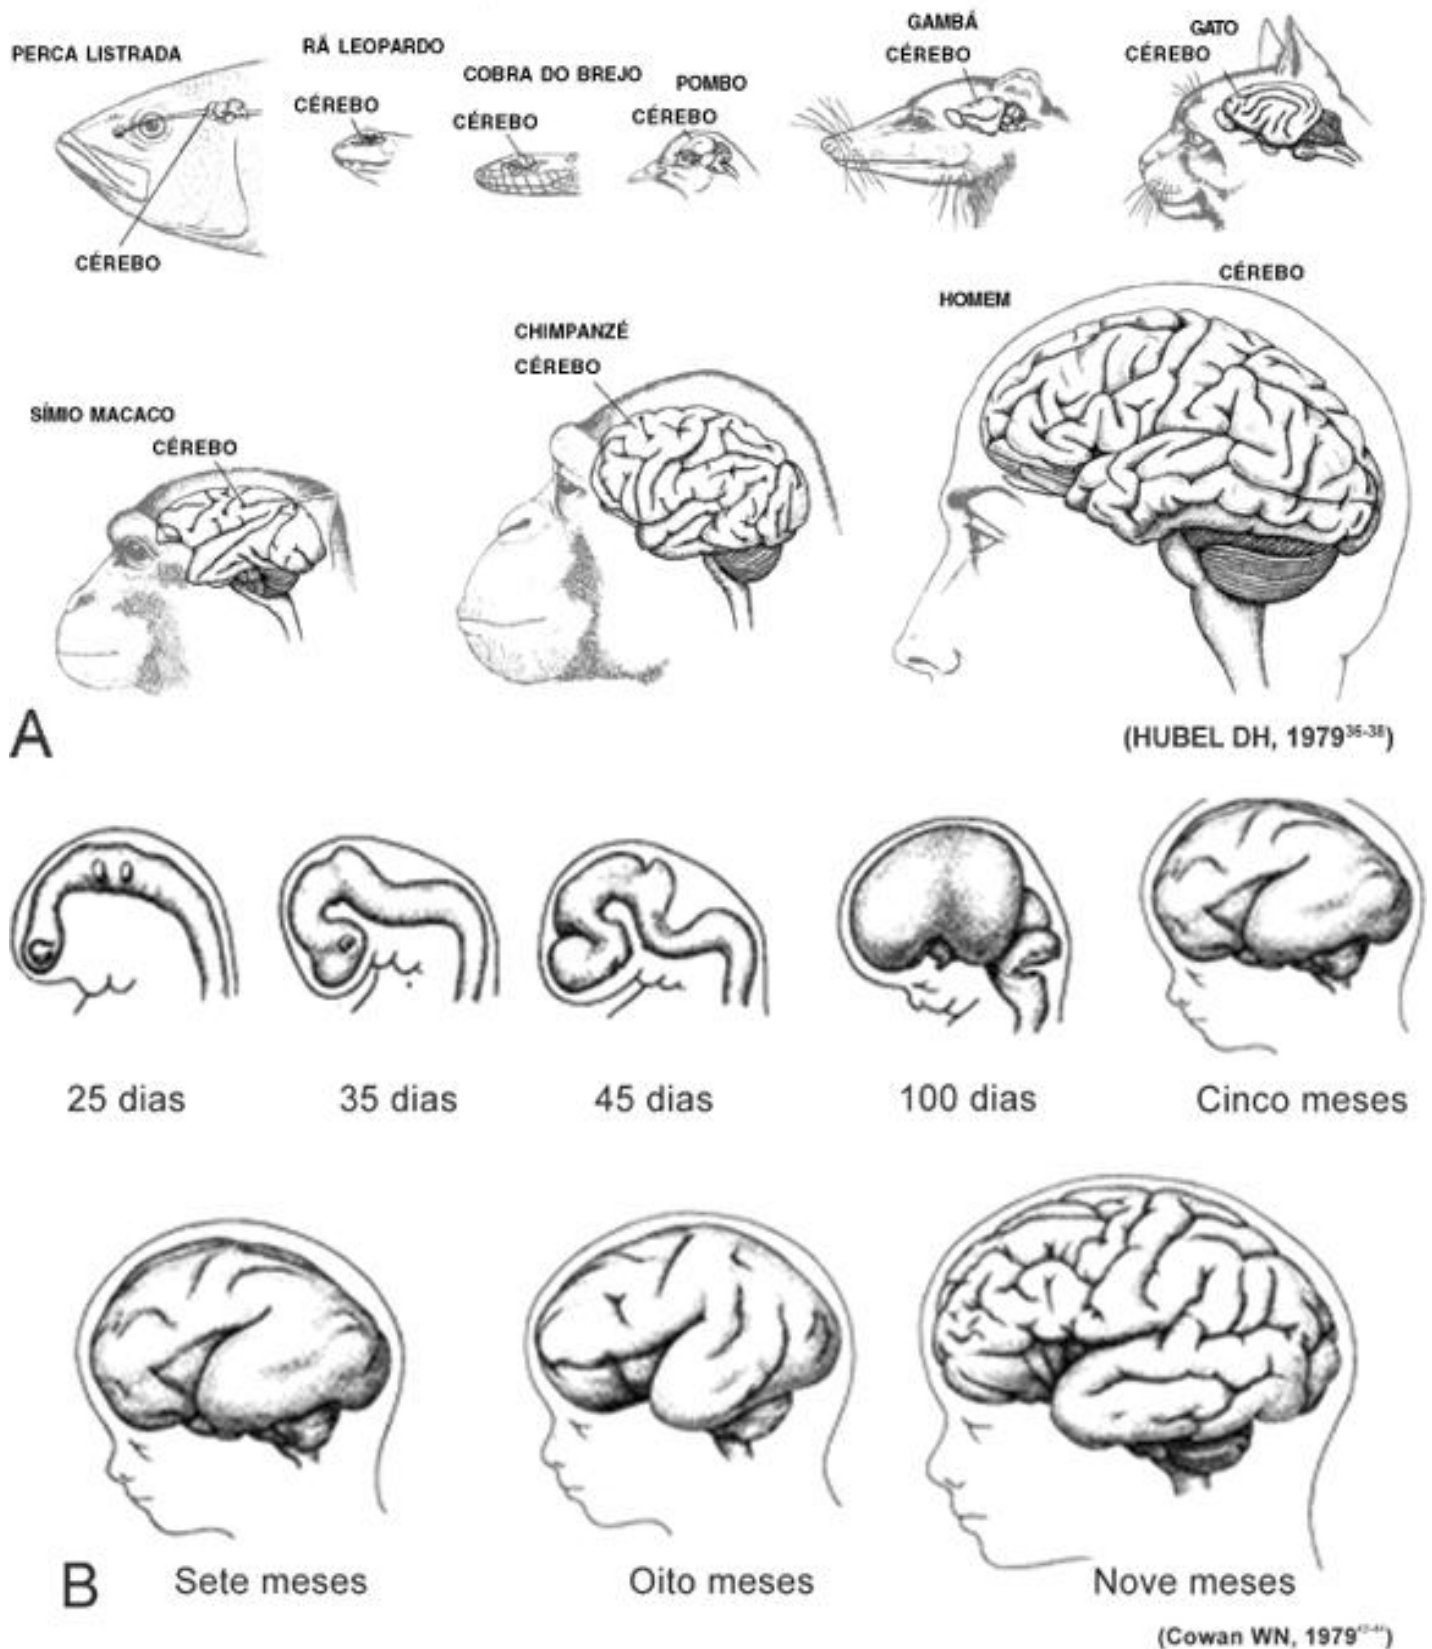 PERCA LISTRADA
CÉREBO
RÃ LEOPARDO
CÉREBO
COBRA DO BREJO
CÉREBO
POMBO
CÉREBO
GAMBÁ
CÉREBO
GATO
CÉREBO
SÍMIO MACACO
CÉREBO
CHIMPANZÉ
CÉREBO
HOMEM
CÉREBO
A
(HUBEL DH, 1979³⁶⁻³⁸)
25 dias
35 dias
45 dias
100 dias
Cinco meses
Sete meses
Oito meses
Nove meses
B
(Cowan WN, 1979)